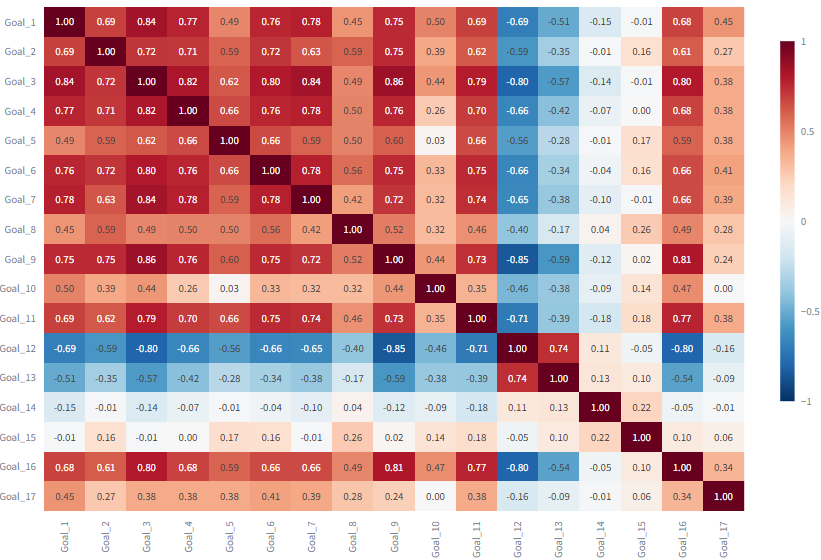 Goal_1 1.00 0.69 0.84 0.77 0.49 0.76 0.78 0.45 0.75 0.50 0.69 -0.69 -0.51 -0.15 -0.01 0.68 0.45
Goal_2 0.69 1.00 0.72 0.71 0.59 0.72 0.63 0.59 0.75 0.39 0.62 -0.59 -0.35 -0.01 0.16 0.61 0.27
Goal_3 0.84 0.72 1.00 0.82 0.62 0.80 0.84 0.49 0.86 0.44 0.79 -0.80 -0.57 -0.14 -0.01 0.80 0.38
Goal_4 0.77 0.71 0.82 1.00 0.66 0.76 0.78 0.50 0.76 0.26 0.70 -0.66 -0.42 -0.07 0.00 0.68 0.38
Goal_5 0.49 0.59 0.62 0.66 1.00 0.66 0.59 0.50 0.60 0.03 0.66 -0.56 -0.28 -0.01 0.17 0.59 0.38
Goal_6 0.76 0.72 0.80 0.76 0.66 1.00 0.78 0.56 0.75 0.33 0.75 -0.66 -0.34 -0.04 0.16 0.66 0.41
Goal_7 0.78 0.63 0.84 0.78 0.59 0.78 1.00 0.42 0.72 0.32 0.74 -0.65 -0.38 -0.10 -0.01 0.66 0.39
Goal_8 0.45 0.59 0.49 0.50 0.50 0.56 0.42 1.00 0.52 0.32 0.46 -0.40 -0.17 0.04 0.26 0.49 0.28
Goal_9 0.75 0.75 0.86 0.76 0.60 0.75 0.72 0.52 1.00 0.44 0.73 -0.85 -0.59 -0.12 0.02 0.81 0.24
Goal_10 0.50 0.39 0.44 0.26 0.03 0.33 0.32 0.32 0.44 1.00 0.35 -0.46 -0.38 -0.09 0.14 0.47 0.00
Goal_11 0.69 0.62 0.79 0.70 0.66 0.75 0.74 0.46 0.73 0.35 1.00 -0.71 -0.39 -0.18 0.18 0.77 0.38
Goal_12 -0.69 -0.59 -0.80 -0.66 -0.56 -0.66 -0.65 -0.40 -0.85 -0.46 -0.71 1.00 0.74 0.11 -0.05 -0.80 -0.16
Goal_13 -0.51 -0.35 -0.57 -0.42 -0.28 -0.34 -0.38 -0.17 -0.59 -0.38 -0.39 0.74 1.00 0.13 0.10 -0.54 -0.09
Goal_14 -0.15 -0.01 -0.14 -0.07 -0.01 -0.04 -0.10 0.04 -0.12 -0.09 -0.18 0.11 0.13 1.00 0.22 -0.05 -0.01
Goal_15 -0.01 0.16 -0.01 0.00 0.17 0.16 -0.01 0.26 0.02 0.14 0.18 -0.05 0.10 0.22 1.00 0.10 0.06
Goal_16 0.68 0.61 0.80 0.68 0.59 0.66 0.66 0.49 0.81 0.47 0.77 -0.80 -0.54 -0.05 0.10 1.00 0.34
Goal_17 0.45 0.27 0.38 0.38 0.38 0.41 0.39 0.28 0.24 0.00 0.38 -0.16 -0.09 -0.01 0.06 0.34 1.00
Goal_1 Goal_2 Goal_3 Goal_4 Goal_5 Goal_6 Goal_7 Goal_8 Goal_9 Goal_10 Goal_11 Goal_12 Goal_13 Goal_14 Goal_15 Goal_16 Goal_17
1
0.5
0
−0.5
−1